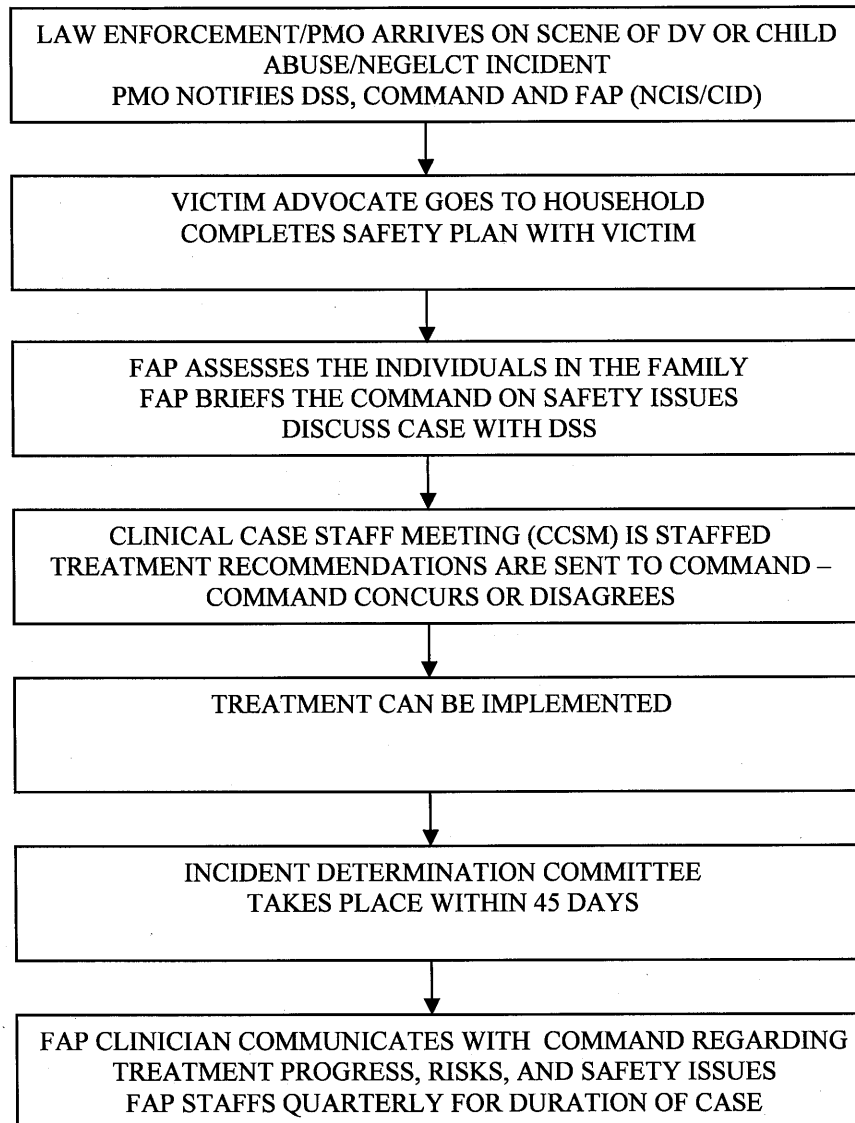 LAW ENFORCEMENT/PMO ARRIVES ON SCENE OF DV OR CHILD
ABUSE/NEGELCT INCIDENT
PMO NOTIFIES DSS, COMMAND AND FAP (NCIS/CID)
VICTIM ADVOCATE GOES TO HOUSEHOLD
COMPLETES SAFETY PLAN WITH VICTIM
FAP ASSESSES THE INDIVIDUALS IN THE FAMILY
FAP BRIEFS THE COMMAND ON SAFETY ISSUES
DISCUSS CASE WITH DSS
CLINICAL CASE STAFF MEETING (CCSM) IS STAFFED
TREATMENT RECOMMENDATIONS ARE SENT TO COMMAND –
COMMAND CONCURS OR DISAGREES
TREATMENT CAN BE IMPLEMENTED
INCIDENT DETERMINATION COMMITTEE
TAKES PLACE WITHIN 45 DAYS
FAP CLINICIAN COMMUNICATES WITH COMMAND REGARDING
TREATMENT PROGRESS, RISKS, AND SAFETY ISSUES
FAP STAFFS QUARTERLY FOR DURATION OF CASE